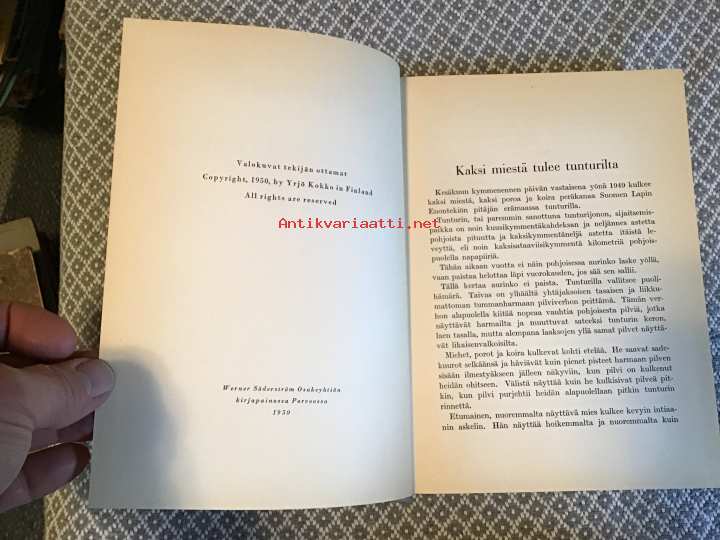 Valokuvat tekijän ottamat
Copyright, 1950, by Yrjö Kokko in Finland
All rights are reserved
Antikvariaatti.net
Werner Söderström Osakeyhtiön
kirjapainossa Porvoossa
1950
Kaksi miestä tulee tunturilta
Kesäkuun kymmenennen päivän vastaisena yönä 1949 kulkee
kaksi miestä, kaksi poroa ja koira peräkanaa Suomen Lapin
Enontekiön pitäjän erämaassa tunturilla.
Tunturin, tai paremmin sanottuna tunturijonon, sijaitsemis-
paikka on noin kuusikymmentäkahdeksan ja neljännes astetta
pohjoista pituutta ja kaksikymmentäneljä astetta itäistä le-
veyttä, eli noin kaksisataaviisikymmentä kilometriä pohjois-
puolella napapiiriä.
Tähän aikaan vuotta ei näin pohjoisessa aurinko laske yöllä,
vaan paistaa helottaa läpi vuorokauden, jos sää sen sallii.
Tällä kertaa aurinko ei paista. Tunturilla vallitsee puoli-
hämärä. Taivas on ylhäältä yhtäjaksoisen tasaisen ja liikku-
mattoman tummanharmaan pilviverhon peittämä. Tämän ver-
hon alapuolella kiitää nopeaa vauhtia pohjoisesta pilviä, jotka
näyttävät harmailta ja muuttuvat sateeksi tunturin keron,
laen tasalla, mutta alempana laaksojen yllä samat pilvet näyttä-
vät likaisenvalkoisilta.
Miehet, porot ja koira kulkevat kohti etelää. He saavat sade-
kuurot selkäänsä ja häviävät kuin pienet pisteet harmaan pilven
sisään ilmestyäkseen jälleen näkyviin, kun pilvi on kulkenut
heidän ohitseen. Välistä näyttää kuin he kulkisivat pilveä pit-
kin, kun pilvi purjehtii heidän alapuolellaan pitkin tunturin
rinnettä.
Etumainen, nuoremmalta näyttävä mies kulkee kevyin intiaa-
nin askelin. Hän näyttää hoikemmalta ja nuoremmalta kuin